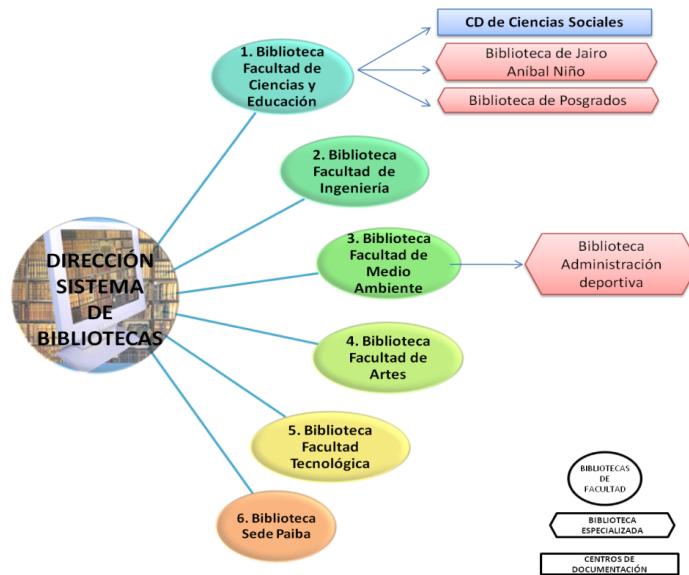 DIRECCIÓN
SISTEMA
DE
BIBLIOTECAS
1. Biblioteca
Facultad de
Ciencias y
Educación
CD de Ciencias Sociales
Biblioteca de Jairo
Aníbal Niño
Biblioteca de Posgrados
2. Biblioteca
Facultad de
Ingeniería
3. Biblioteca
Facultad de
Medio
Ambiente
Biblioteca
Administración
deportiva
4. Biblioteca
Facultad de
Artes
5. Biblioteca
Facultad
Tecnológica
6. Biblioteca
Sede Paiba
BIBLIOTECAS
DE
FACULTAD
BIBLIOTECA
ESPECIALIZADA
CENTROS DE
DOCUMENTACIÓN